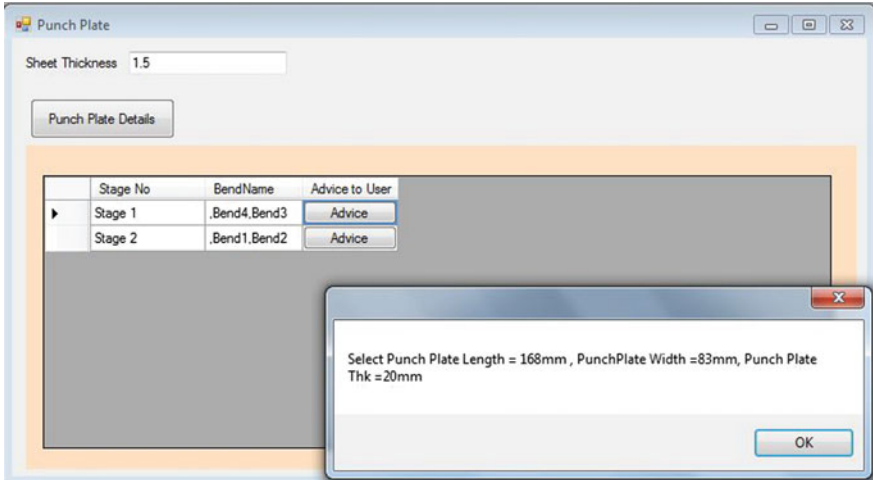 Punch Plate
Sheet Thickness 1.5
Punch Plate Details
Stage No BendName Advice to User
Stage 1 ,Bend4,Bend3 Advice
Stage 2 ,Bend1,Bend2 Advice
Select Punch Plate Length = 168mm , PunchPlate Width =83mm, Punch Plate
Thk =20mm
OK